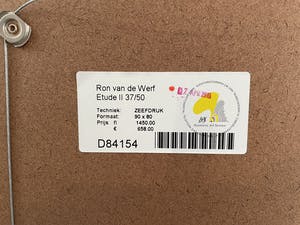 Ron van de Werf
Etude II 37/50
Techniek: ZEEFDRUK
Formaat: 90 x 80
Prijs fl 1450.00
€ 658.00
D84154